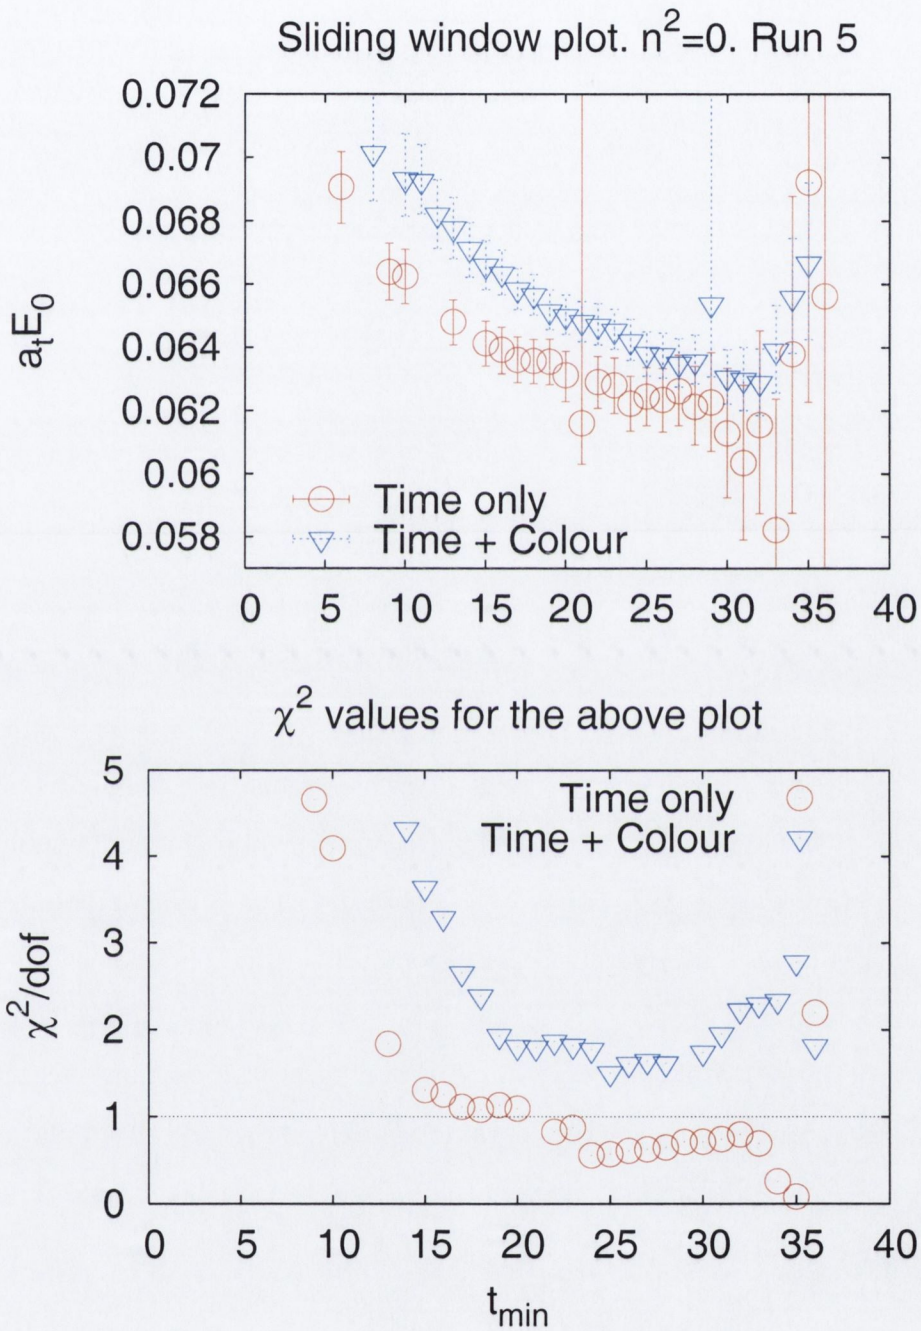 Sliding window plot. n²=0. Run 5
0.072
0.07
0.068
0.066
0.064
0.062
0.06
0.058
aₜE₀
Time only
Time + Colour
0 5 10 15 20 25 30 35 40
χ² values for the above plot
5
4
3
2
1
0
χ²/dof
Time only
Time + Colour
0 5 10 15 20 25 30 35 40
tmin